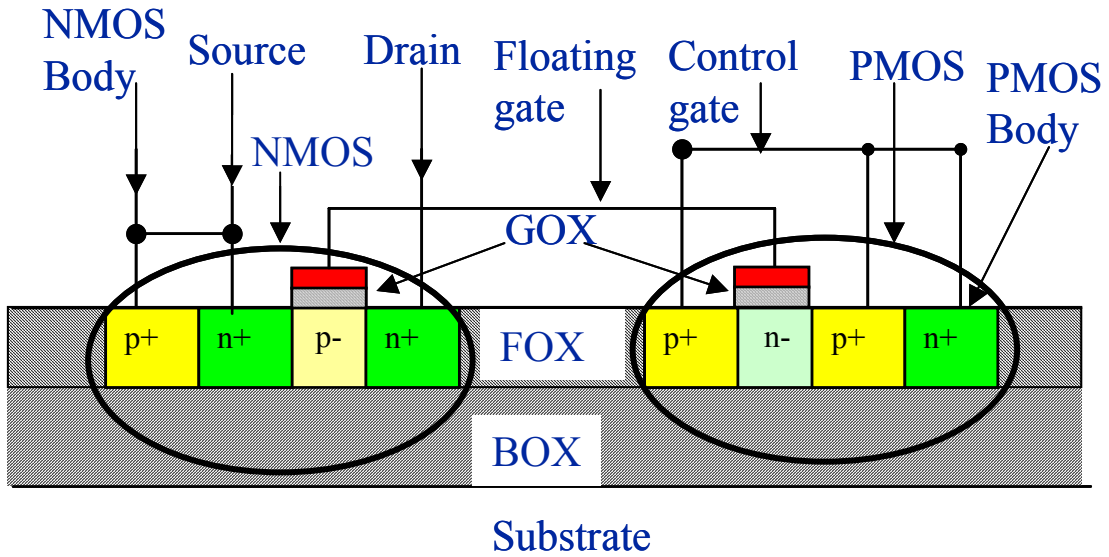 NMOS
Body
Source
Drain
Floating
gate
Control
gate
PMOS
PMOS
Body
NMOS
GOX
p+
n+
p-
n+
FOX
p+
n-
p+
n+
BOX
Substrate